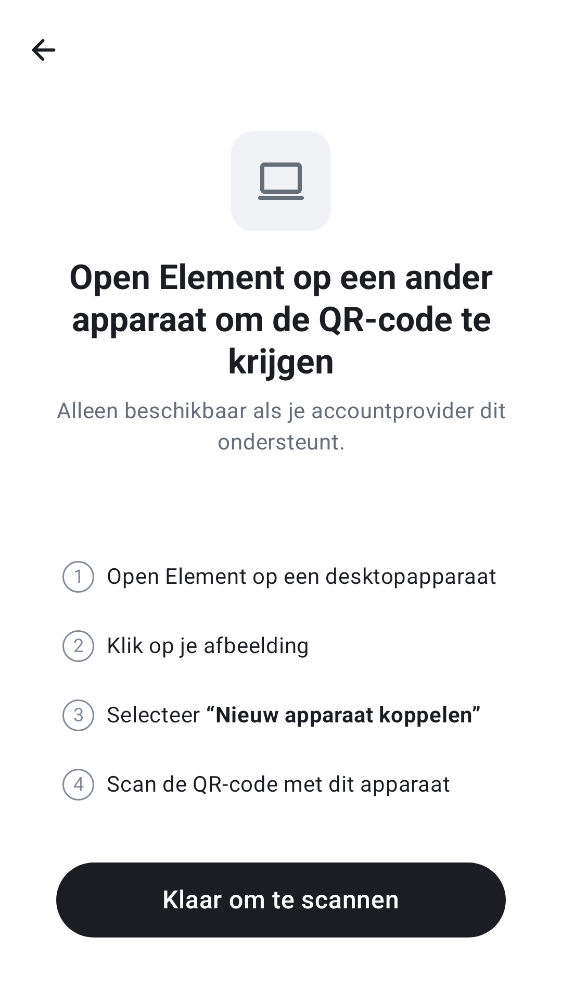 Open Element op een ander
apparaat om de QR-code te
krijgen
Alleen beschikbaar als je accountprovider dit
ondersteunt.
1 Open Element op een desktopapparaat
2 Klik op je afbeelding
3 Selecteer “Nieuw apparaat koppelen”
4 Scan de QR-code met dit apparaat
Klaar om te scannen